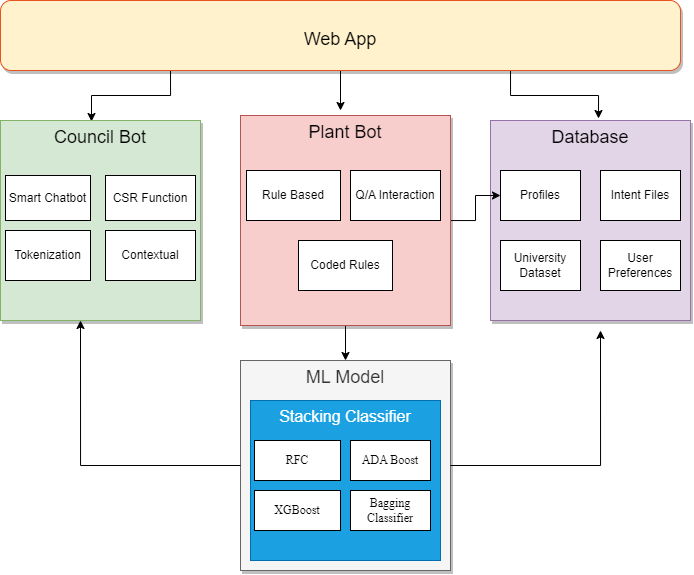 Web App
Council Bot
Smart Chatbot
CSR Function
Tokenization
Contextual
Plant Bot
Rule Based
Q/A Interaction
Coded Rules
Database
Profiles
Intent Files
University
Dataset
User
Preferences
ML Model
Stacking Classifier
RFC
ADA Boost
XGBoost
Bagging
Classifier